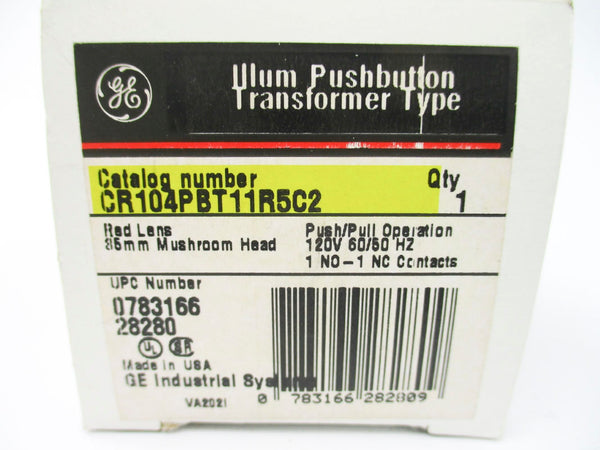 GE
Illum Pushbutton
Transformer Type
Catalog number Qty
CR104PBT11R5C2 1
Red Lens Push/Pull Operation
35mm Mushroom Head 120V 60/50 HZ
1 NO-1 NC Contacts
UPC Number
0783166
28280
UL
Made in USA
GE Industrial Systems
VA2021
0 783166 282809